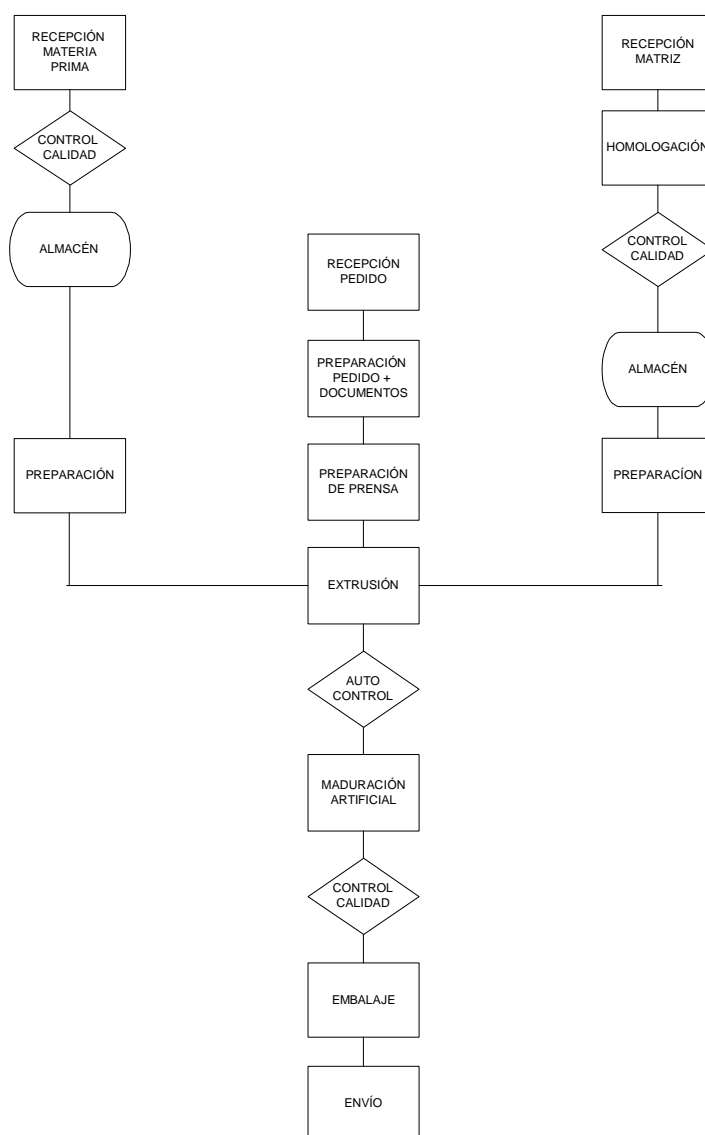 RECEPCIÓN
MATERIA
PRIMA
CONTROL
CALIDAD
ALMACÉN
PREPARACIÓN
RECEPCIÓN
PEDIDO
PREPARACIÓN
PEDIDO +
DOCUMENTOS
PREPARACIÓN
DE PRENSA
RECEPCIÓN
MATRIZ
HOMOLOGACIÓN
CONTROL
CALIDAD
ALMACÉN
PREPARACÍON
EXTRUSIÓN
AUTO
CONTROL
MADURACIÓN
ARTIFICIAL
CONTROL
CALIDAD
EMBALAJE
ENVÍO